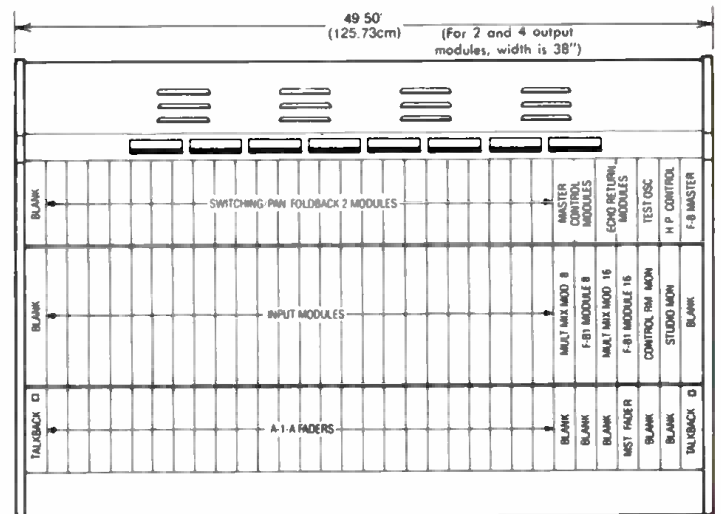 49 50'
(125.73cm)
(For 2 and 4 output
modules, width is 38")
BLANK
SWITCHING/PAN FOLDBACK 2 MODULES
MASTER
CONTROL
MODULES
ECHO RETURN
MODULES
TEST OSC
H P CONTROL
F-B MASTER
BLANK
INPUT MODULES
MULT MIX MOD 8
F-B1 MODULE 8
MULT MIX MOD 16
F-B1 MODULE 16
CONTROL RM MON
STUDIO MON
BLANK
TALKBACK
A-1-A FADERS
BLANK
BLANK
BLANK
MST FADER
BLANK
BLANK
TALKBACK